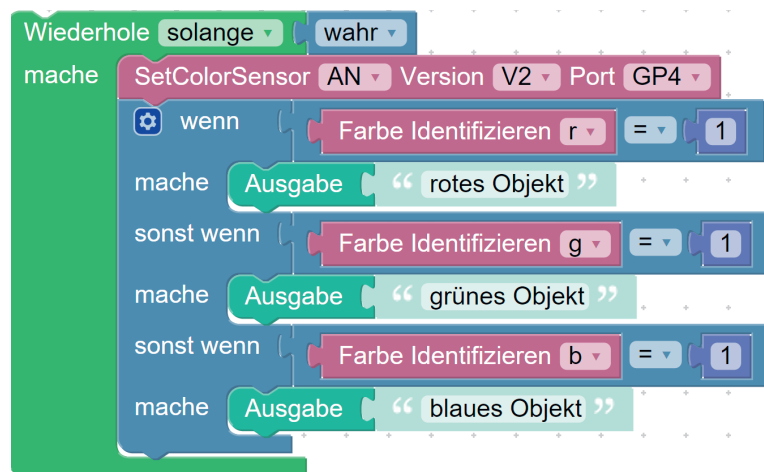 Wiederhole solange wahr
mache SetColorSensor AN Version V2 Port GP4
wenn Farbe Identifizieren r = 1
mache Ausgabe “ rotes Objekt ”
sonst wenn Farbe Identifizieren g = 1
mache Ausgabe “ grünes Objekt ”
sonst wenn Farbe Identifizieren b = 1
mache Ausgabe “ blaues Objekt ”